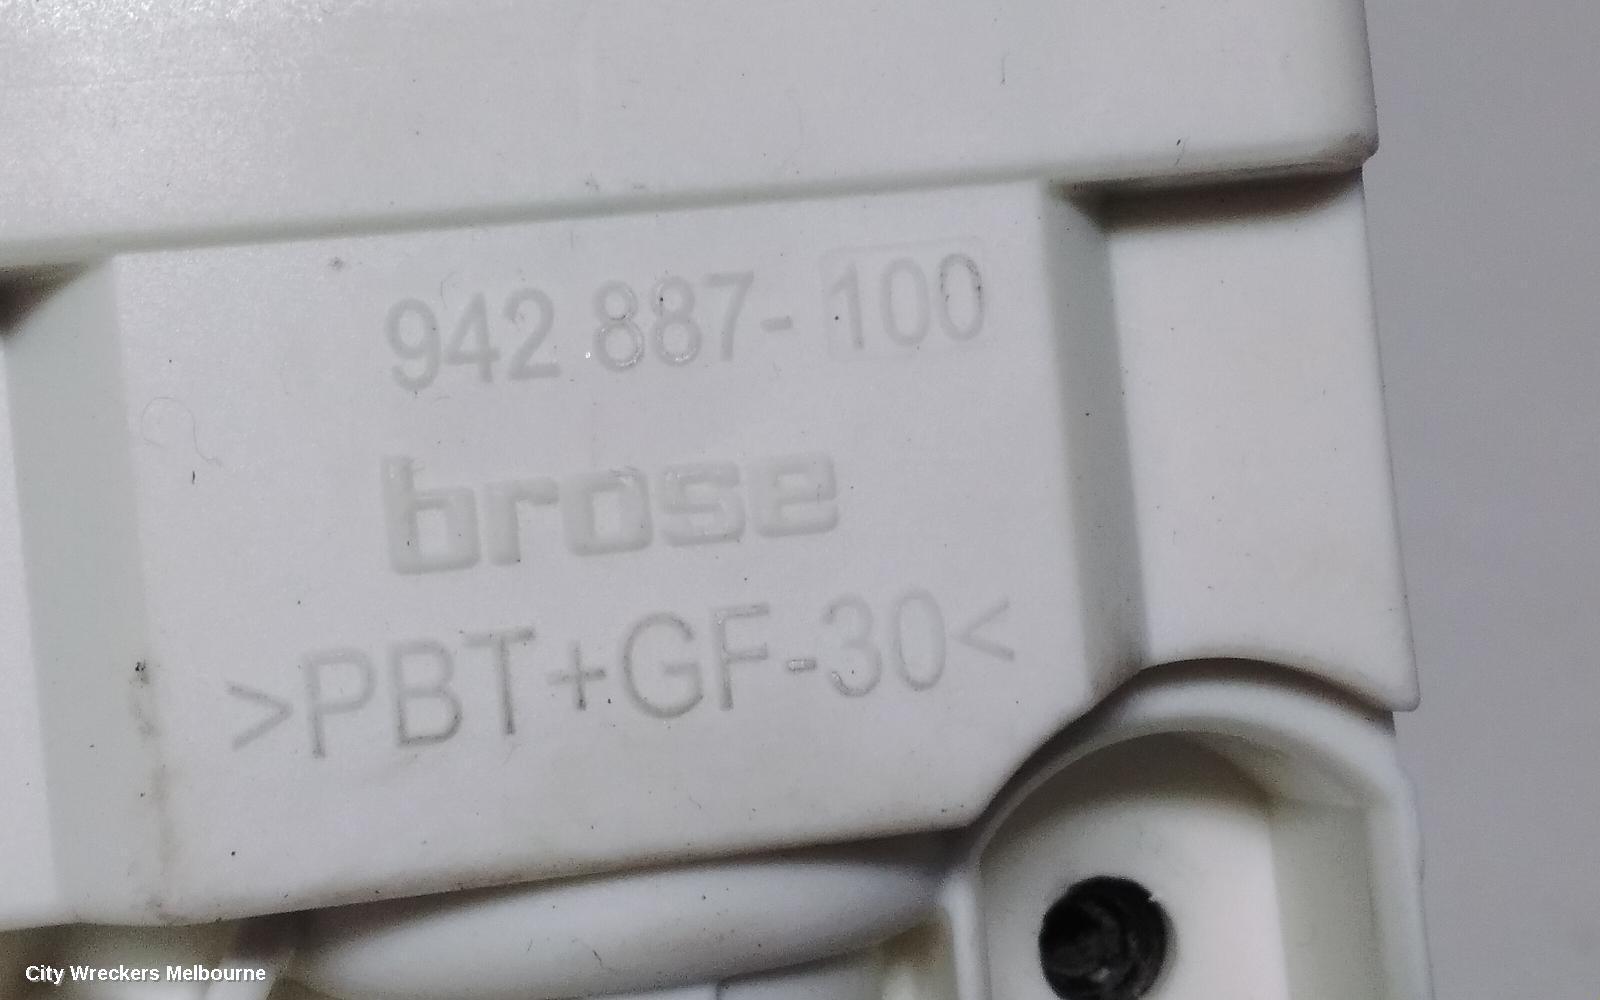 942 887-100
brose
>PBT+GF-30<
City Wreckers Melbourne